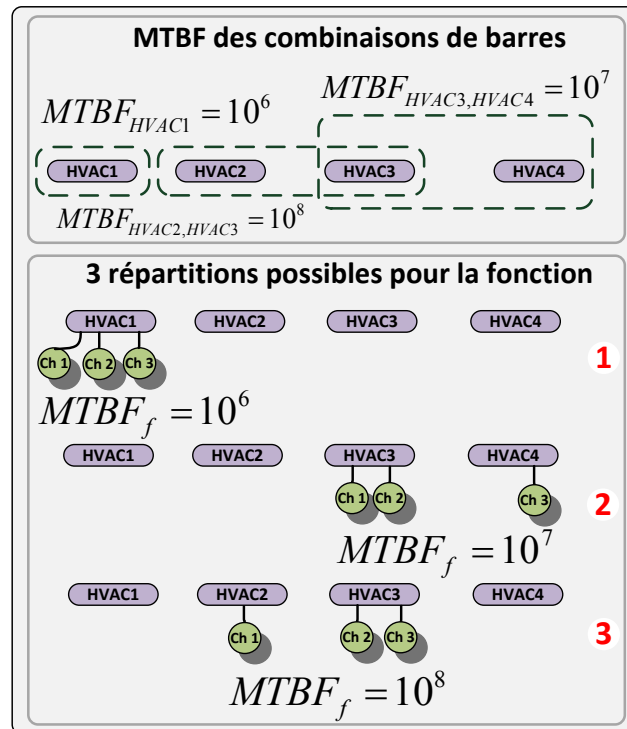 MTBF des combinaisons de barres
MTBF_{HVAC1} = 10^6
MTBF_{HVAC3,HVAC4} = 10^7
HVAC1 HVAC2 HVAC3 HVAC4
MTBF_{HVAC2,HVAC3} = 10^8
3 répartitions possibles pour la fonction
HVAC1 HVAC2 HVAC3 HVAC4
Ch 1 Ch 2 Ch 3
1
MTBF_f = 10^6
HVAC1 HVAC2 HVAC3 HVAC4
Ch 1 Ch 2 Ch 3
2
MTBF_f = 10^7
HVAC1 HVAC2 HVAC3 HVAC4
Ch 1 Ch 2 Ch 3
3
MTBF_f = 10^8